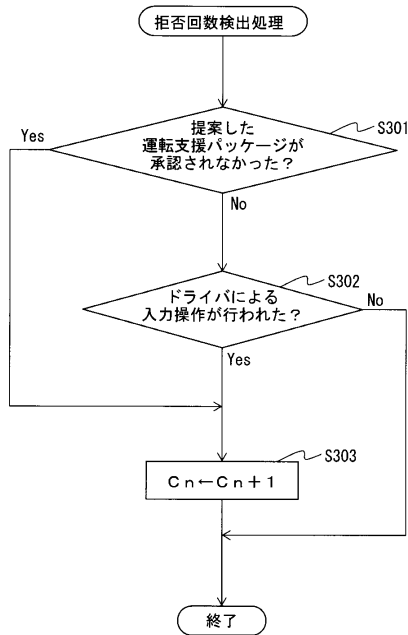 拒否回数検出処理
S301
提案した
運転支援パッケージが
承認されなかった?
Yes
No
S302
ドライバによる
入力操作が行われた?
No
Yes
S303
Cn←Cn+1
終了